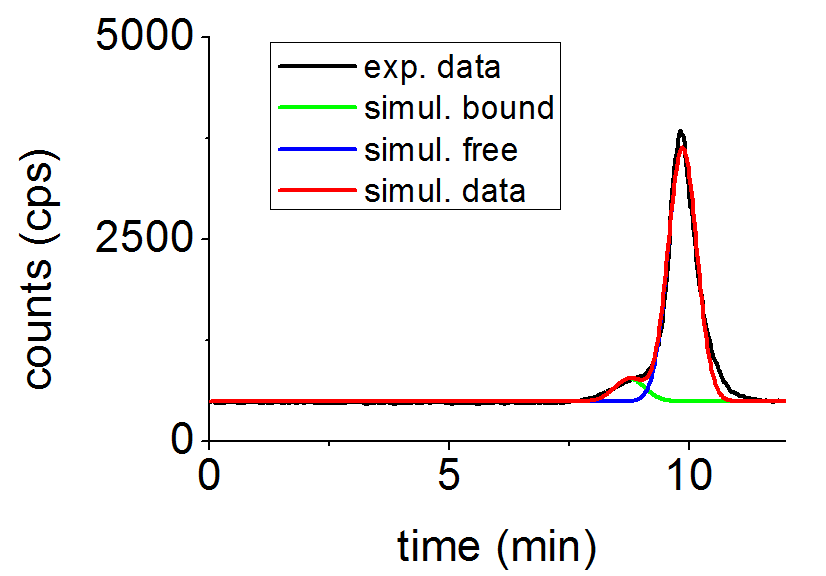 5000
exp. data
simul. bound
simul. free
simul. data
2500
counts (cps)
0
0
5
10
time (min)